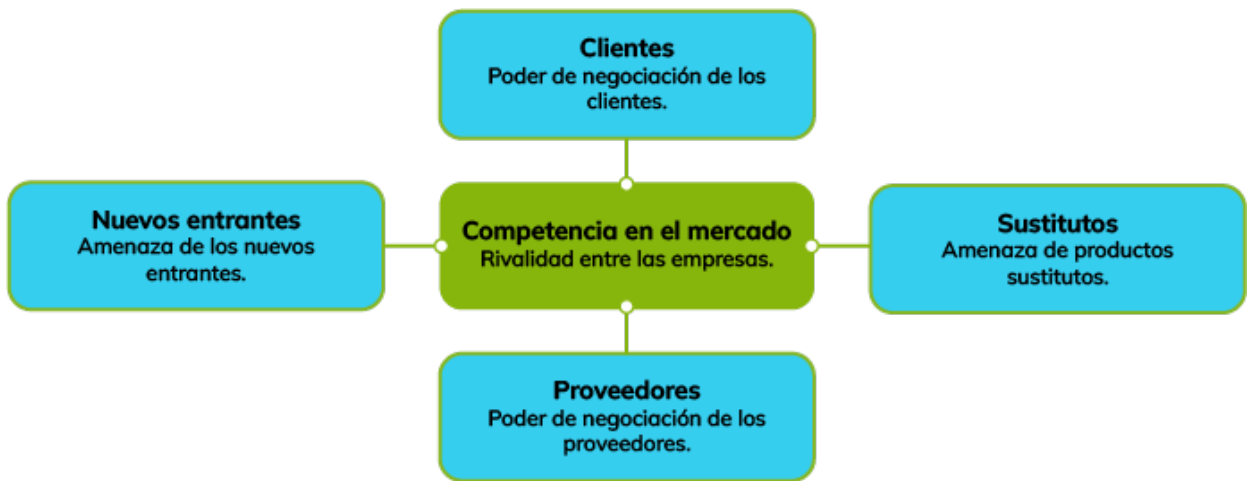 Clientes
Poder de negociación de los
clientes.
Nuevos entrantes
Amenaza de los nuevos
entrantes.
Competencia en el mercado
Rivalidad entre las empresas.
Sustitutos
Amenaza de productos
sustitutos.
Proveedores
Poder de negociación de los
proveedores.